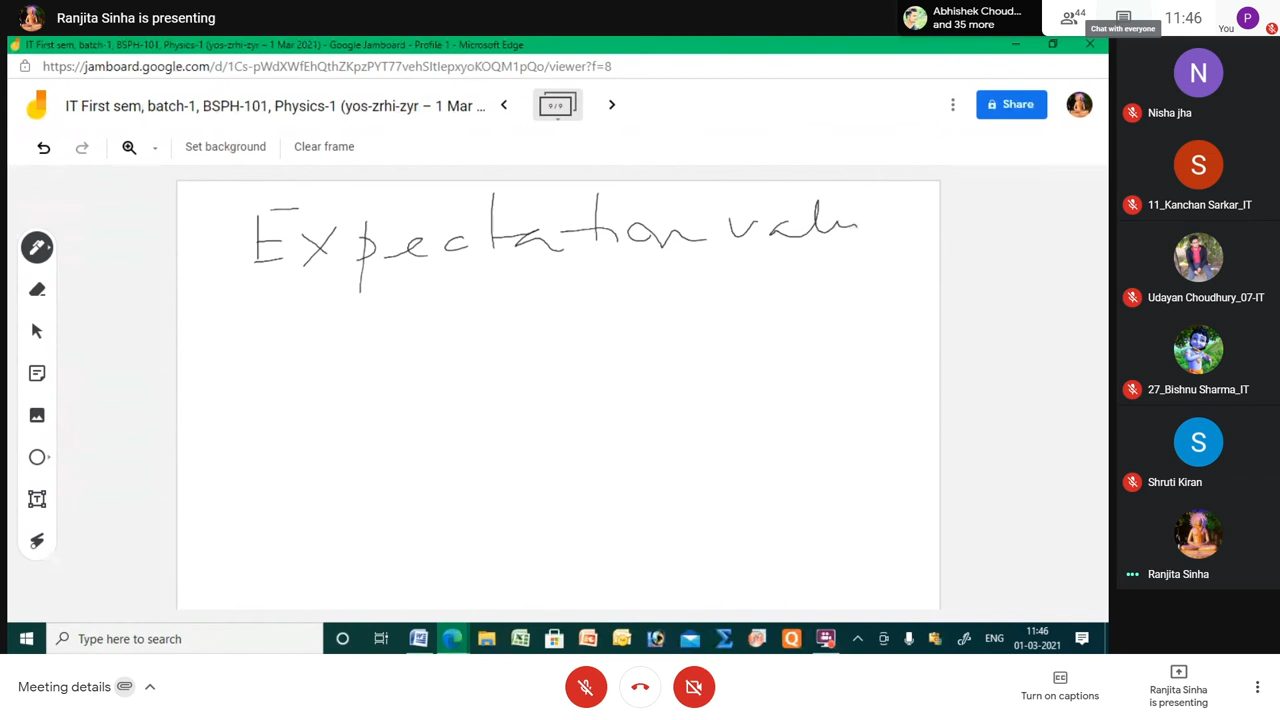 Ranjita Sinha is presenting
Abhishek Choud...
and 35 more
44
11:46
You
P
Chat with everyone
IT First sem, batch-1, BSPH-101, Physics-1 (yos-zrhi-zyr – 1 Mar 2021) - Google Jamboard - Profile 1 - Microsoft Edge
https://jamboard.google.com/d/1Cs-pWdXWfEhQthZKpzPYT77vehSItIepxyoKOQM1pQo/viewer?f=8
IT First sem, batch-1, BSPH-101, Physics-1 (yos-zrhi-zyr – 1 Mar ...
9/9
Share
Set background
Clear frame
Expectation valu
N
Nisha jha
S
11_Kanchan Sarkar_IT
Udayan Choudhury_07-IT
27_Bishnu Sharma_IT
S
Shruti Kiran
Ranjita Sinha
Type here to search
ENG
11:46
01-03-2021
Meeting details
Turn on captions
Ranjita Sinha
is presenting